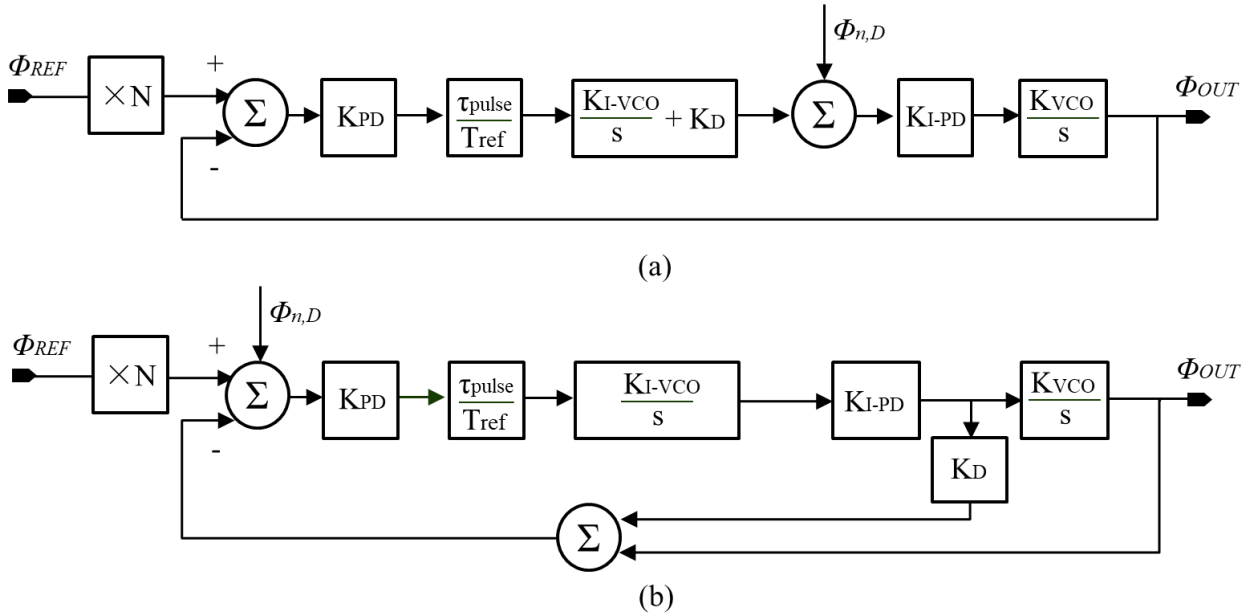 Φn,D
ΦREF
×N
+
-
Σ
KPD
τpulse
Tref
KI-VCO
s
+ KD
Σ
KI-PD
KVCO
s
ΦOUT
(a)
Φn,D
ΦREF
×N
+
-
Σ
KPD
τpulse
Tref
KI-VCO
s
KI-PD
KVCO
s
ΦOUT
KD
Σ
(b)